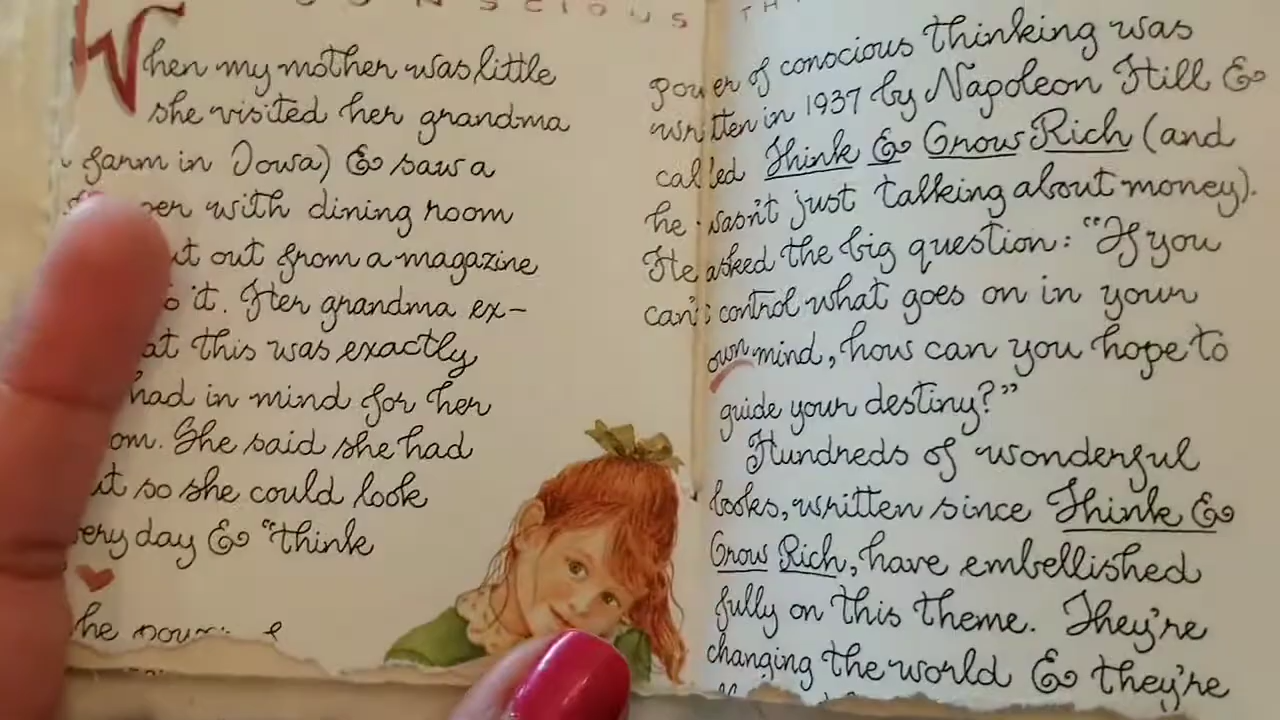 SCIOUS
When my mother was little
she visited her grandma
farm in Iowa) & saw a
with dining room
out from a magazine
it. Her grandma ex-
at this was exactly
had in mind for her
om. She said she had
it so she could look
ery day & "think
he
TH
power of conscious thinking was
written in 1937 by Napoleon Hill &
called Think & Grow Rich (and
he wasn't just talking about money).
He asked the big question: "If you
can't control what goes on in your
own mind, how can you hope to
guide your destiny?"
Hundreds of wonderful
books, written since Think &
Grow Rich, have embellished
fully on this theme. They're
changing the world & they're